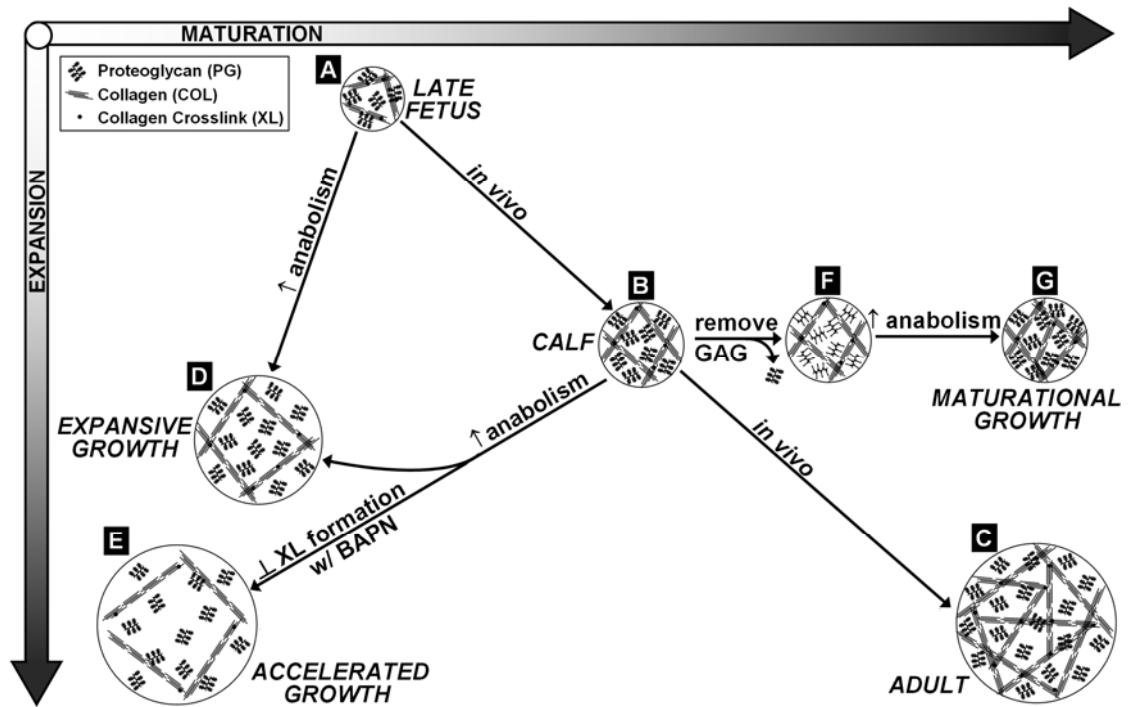 MATURATION
EXPANSION
Proteoglycan (PG)
Collagen (COL)
Collagen Crosslink (XL)
A
LATE
FETUS
↑ anabolism
in vivo
B
CALF
remove
GAG
F
↑ anabolism
G
MATURATIONAL
GROWTH
D
EXPANSIVE
GROWTH
↑ anabolism
in vivo
E
⊥ XL formation
w/ BAPN
ACCELERATED
GROWTH
C
ADULT